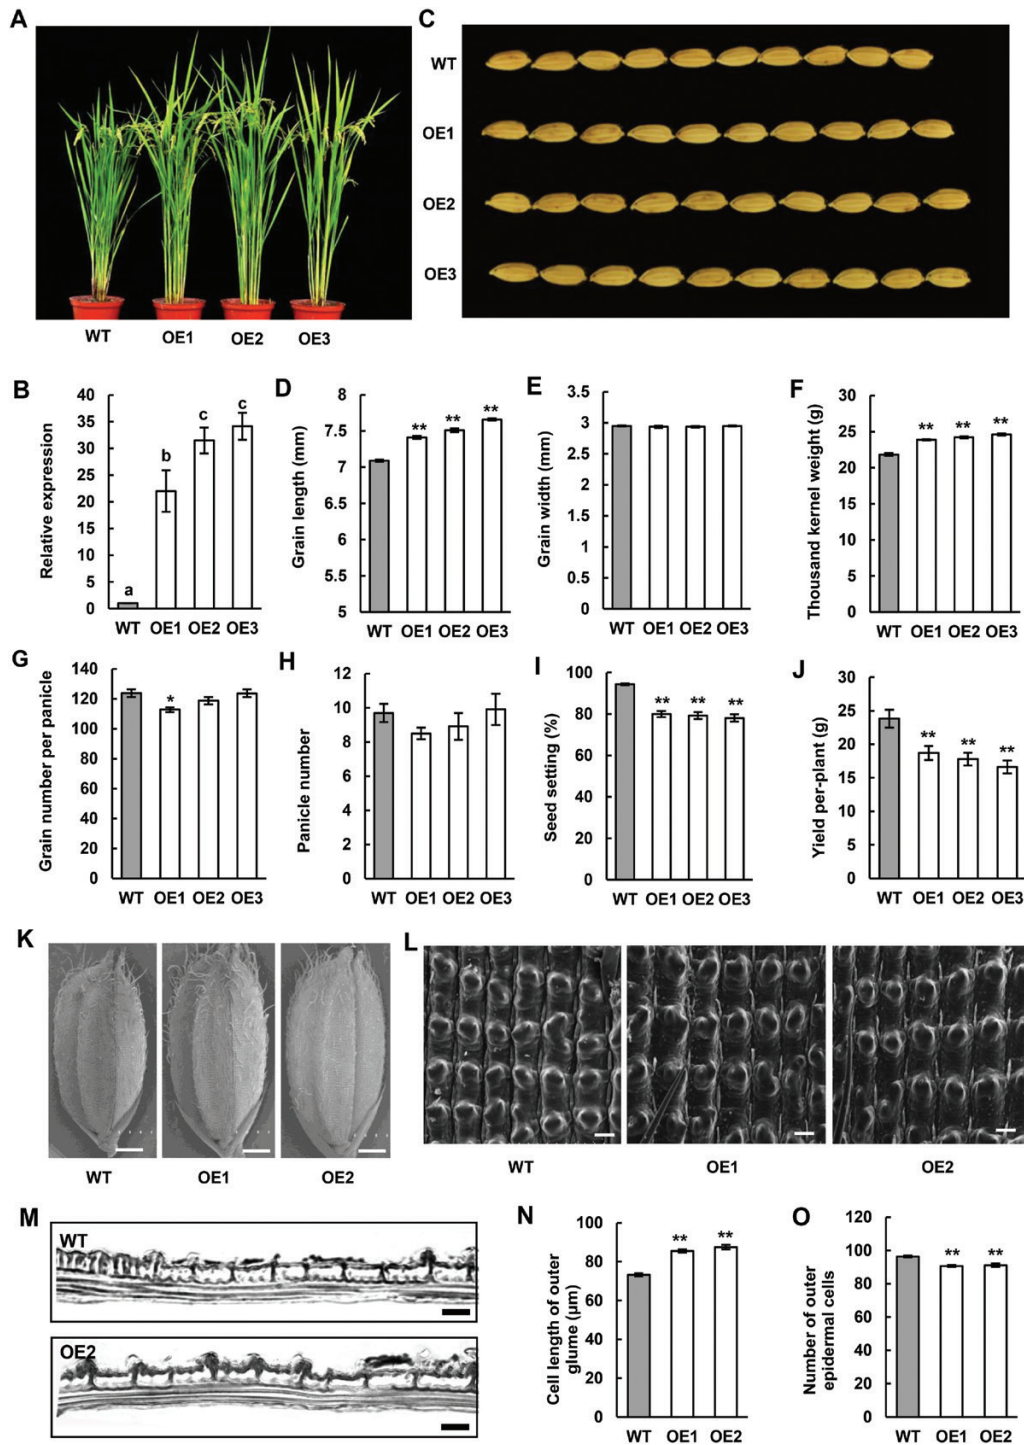 A
WT
OE1
OE2
OE3
C
WT
OE1
OE2
OE3
B
Relative expression
40
35
30
25
20
15
10
5
0
a
b
c
c
WT OE1 OE2 OE3
D
Grain length (mm)
8
7.5
7
6.5
6
5.5
5
**
**
**
WT OE1 OE2 OE3
E
Grain width (mm)
3.5
3
2.5
2
1.5
1
0.5
0
WT OE1 OE2 OE3
F
Thousand kernel weight (g)
30
25
20
15
10
5
0
**
**
**
WT OE1 OE2 OE3
G
Grain number per panicle
140
120
100
80
60
40
20
0
*
WT OE1 OE2 OE3
H
Panicle number
12
10
8
6
4
2
0
WT OE1 OE2 OE3
I
Seed setting (%)
100
80
60
40
20
0
**
**
**
WT OE1 OE2 OE3
J
Yield per-plant (g)
30
25
20
15
10
5
0
**
**
**
WT OE1 OE2 OE3
K
WT
OE1
OE2
L
WT
OE1
OE2
M
WT
OE2
N
Cell length of outer
glume (μm)
100
80
60
40
20
0
**
**
WT OE1 OE2
O
Number of outer
epidermal cells
120
100
80
60
40
20
0
**
**
WT OE1 OE2